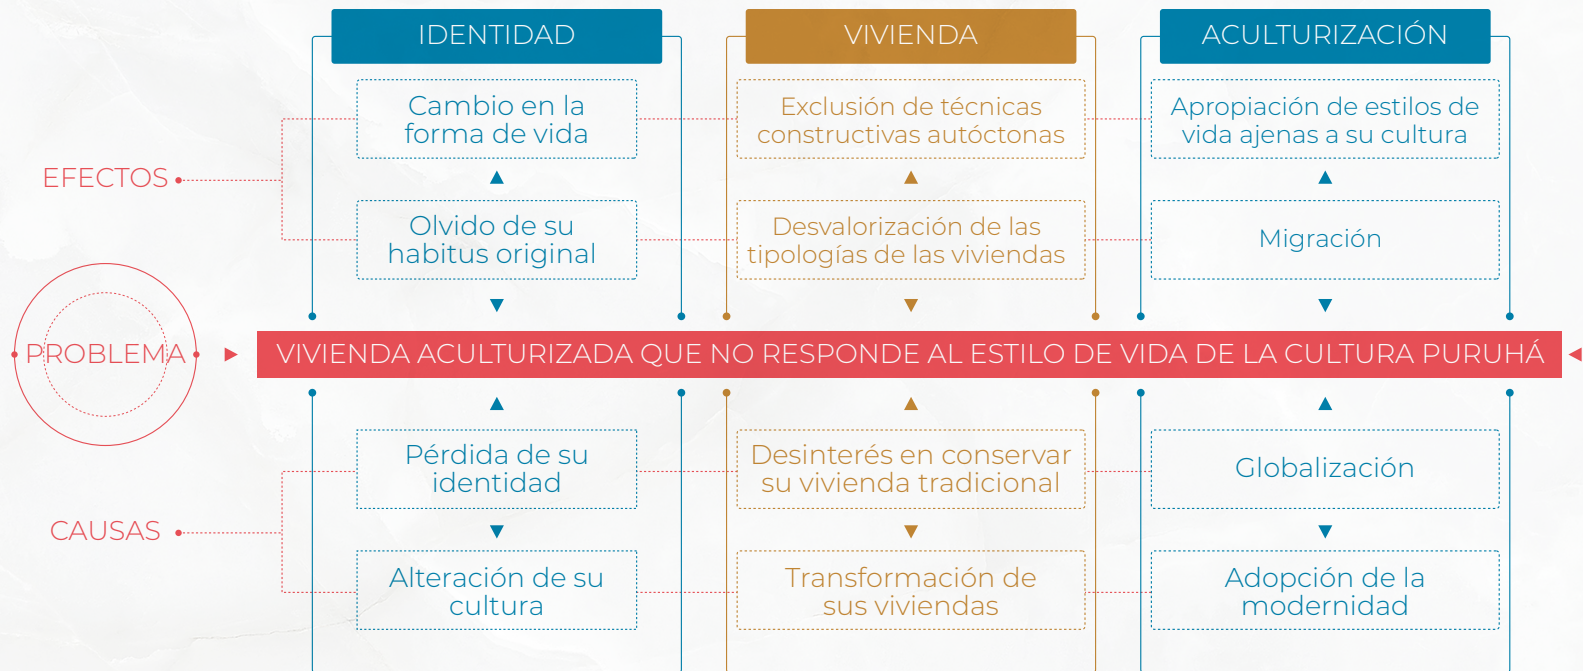 IDENTIDAD
VIVIENDA
ACULTURIZACIÓN
Cambio en la
forma de vida
Exclusión de técnicas
constructivas autóctonas
Apropiación de estilos de
vida ajenas a su cultura
EFECTOS
Olvido de su
habitus original
Desvalorización de las
tipologías de las viviendas
Migración
PROBLEMA
VIVIENDA ACULTURIZADA QUE NO RESPONDE AL ESTILO DE VIDA DE LA CULTURA PURUHÁ
Pérdida de su
identidad
Desinterés en conservar
su vivienda tradicional
Globalización
CAUSAS
Alteración de su
cultura
Transformación de
sus viviendas
Adopción de la
modernidad